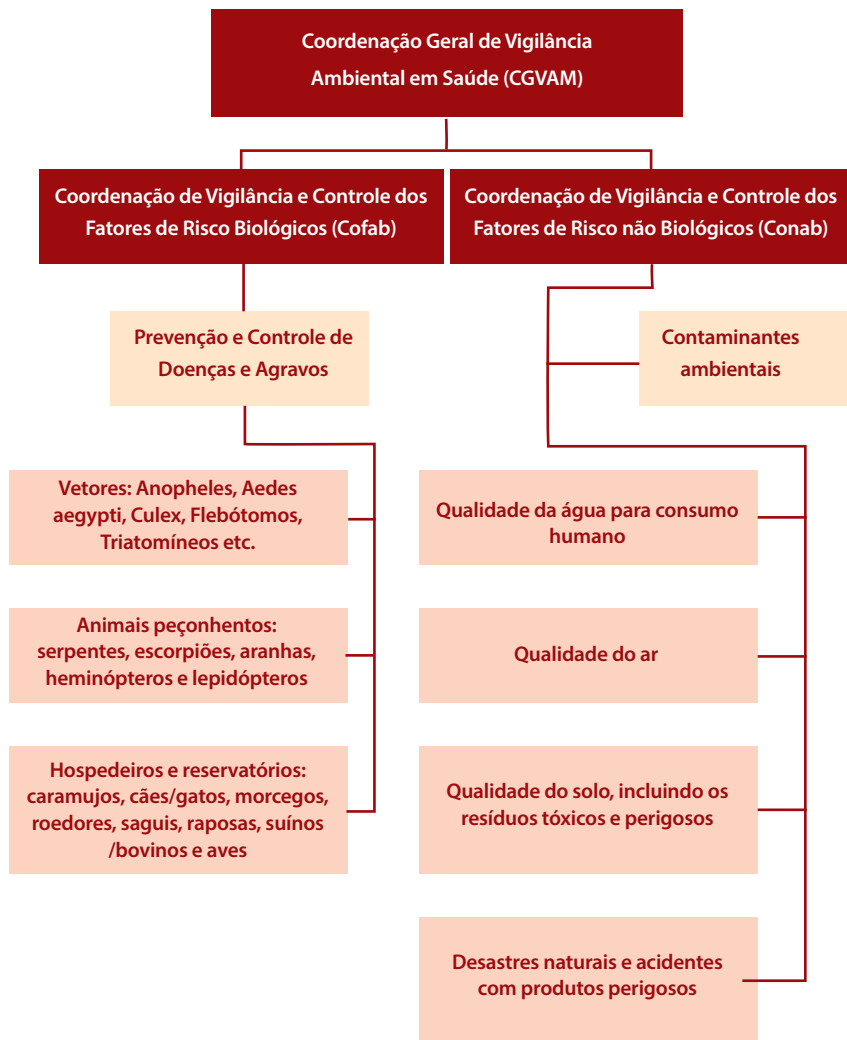 Coordenação Geral de Vigilância
Ambiental em Saúde (CGVAM)
Coordenação de Vigilância e Controle dos
Fatores de Risco Biológicos (Cofab)
Coordenação de Vigilância e Controle dos
Fatores de Risco não Biológicos (Conab)
Prevenção e Controle de
Doenças e Agravos
Contaminantes
ambientais
Vetores: Anopheles, Aedes
aegypti, Culex, Flebótomos,
Triatomíneos etc.
Qualidade da água para consumo
humano
Animais peçonhentos:
serpentes, escorpiões, aranhas,
heminópteros e lepidópteros
Qualidade do ar
Hospedeiros e reservatórios:
caramujos, cães/gatos, morcegos,
roedores, saguis, raposas, suínos
/bovinos e aves
Qualidade do solo, incluindo os
resíduos tóxicos e perigosos
Desastres naturais e acidentes
com produtos perigosos